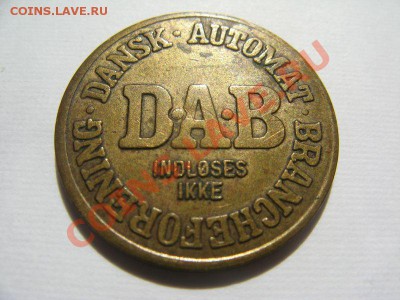 COINS.LAVE.RU
DANSK · AUTOMAT · BRANCHEFORENING ·
D·A·B
INDLØSES
IKKE
COINS.LAVE.RU